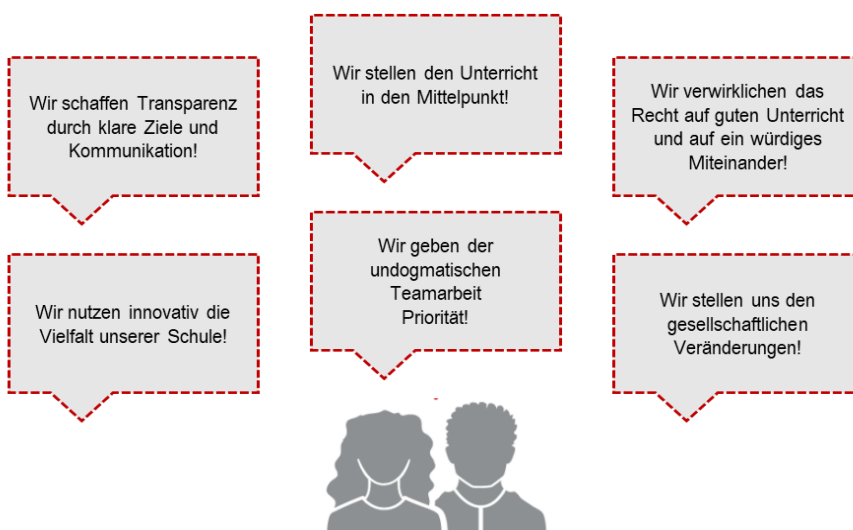 Wir schaffen Transparenz
durch klare Ziele und
Kommunikation!
Wir stellen den Unterricht
in den Mittelpunkt!
Wir verwirklichen das
Recht auf guten Unterricht
und auf ein würdiges
Miteinander!
Wir nutzen innovativ die
Vielfalt unserer Schule!
Wir geben der
undogmatischen
Teamarbeit
Priorität!
Wir stellen uns den
gesellschaftlichen
Veränderungen!